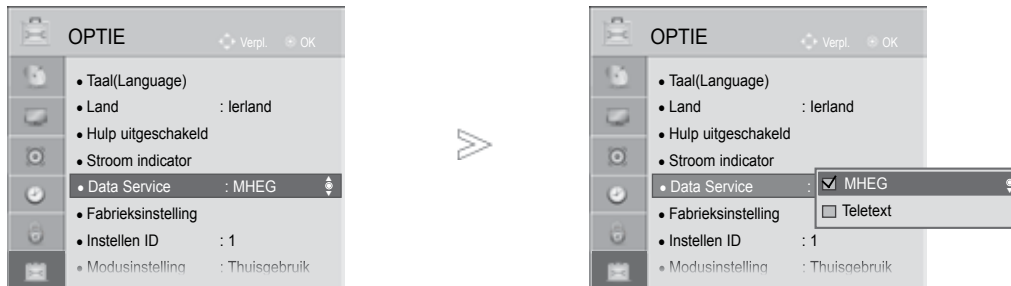 OPTIE
Verpl. OK
• Taal(Language)
• Land : Ierland
• Hulp uitgeschakeld
• Stroom indicator
• Data Service : MHEG
• Fabrieksinstelling
• Instellen ID : 1
• Modusinstelling : Thuisgebruik
OPTIE
Verpl. OK
• Taal(Language)
• Land : Ierland
• Hulp uitgeschakeld
• Stroom indicator
• Data Service :
MHEG
Teletext
• Fabrieksinstelling
• Instellen ID : 1
• Modusinstelling : Thuisgebruik